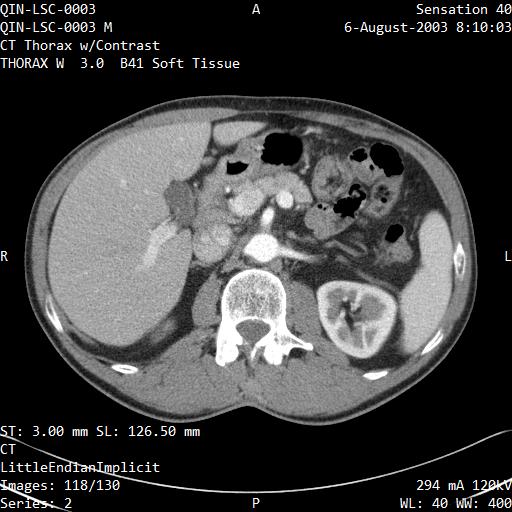 QIN-LSC-0003
A
Sensation 40
QIN-LSC-0003 M
6-August-2003 8:10:03
CT Thorax w/Contrast
THORAX W 3.0 B41 Soft Tissue
R
L
ST: 3.00 mm SL: 126.50 mm
CT
LittleEndianImplicit
Images: 118/130
294 mA 120kV
Series: 2
P
WL: 40 WW: 400